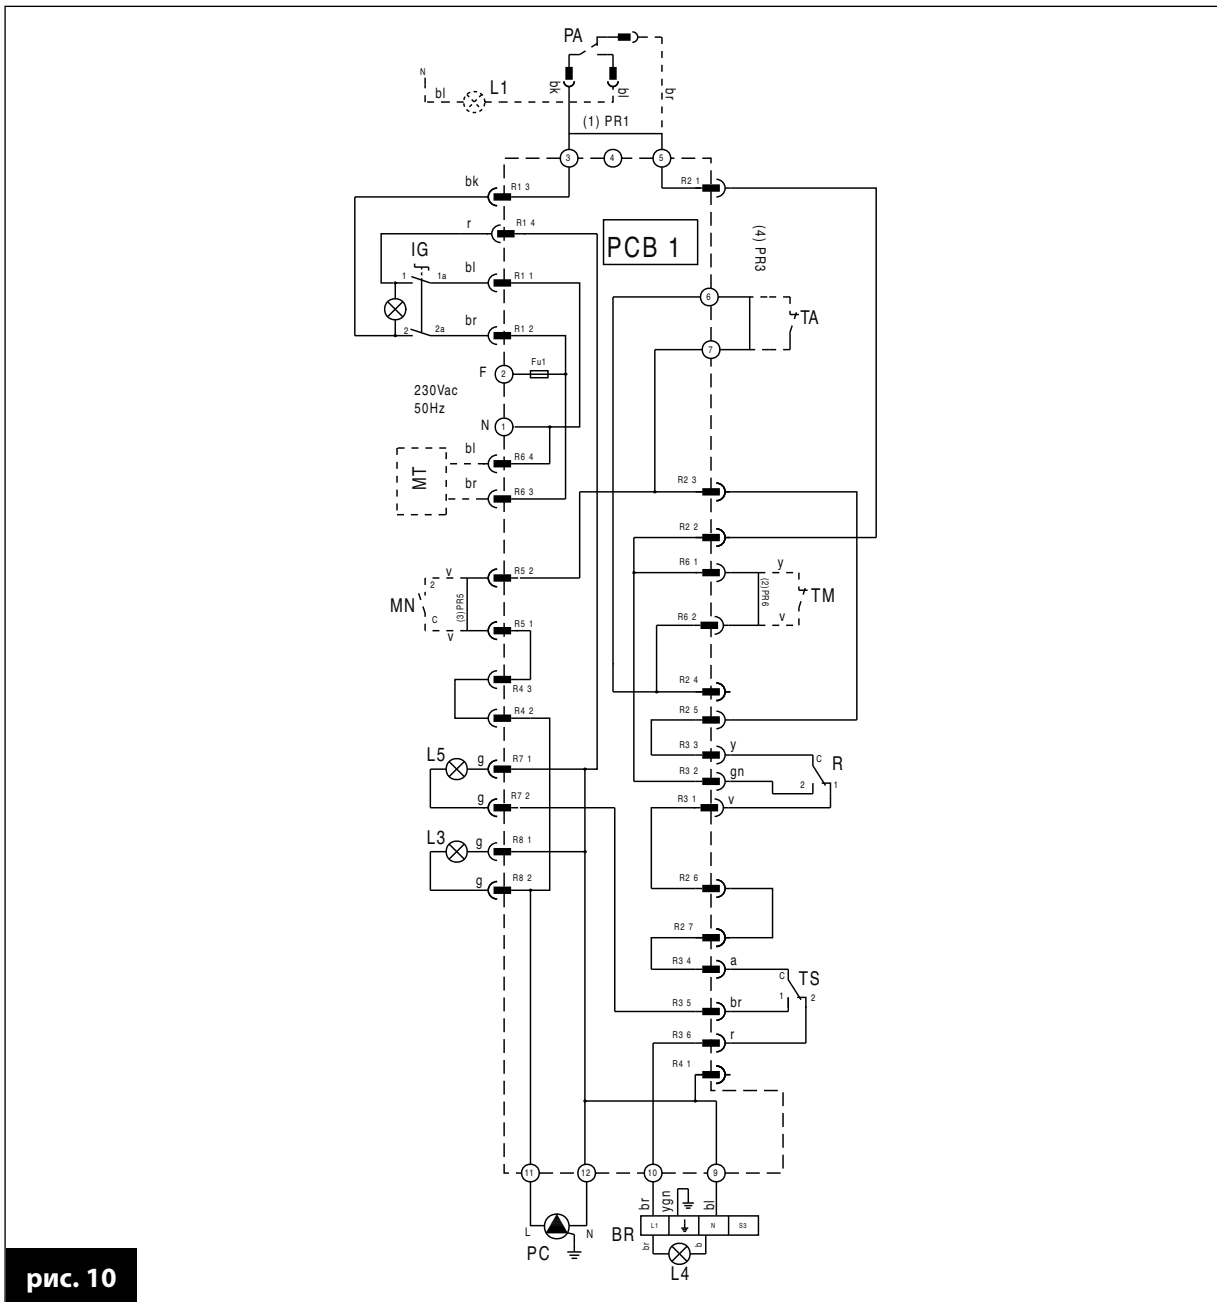 PA
N
bl
L1
bk
bl
br
(1) PR1
3
4
5
bk
R1 3
R2 1
r
R1 4
PCB 1
(4) PR3
IG
1
1a
bl
R1 1
6
TA
2
2a
br
R1 2
7
F
2
Fu1
230Vac
50Hz
N
1
bl
R6 4
MT
br
R6 3
R2 3
R2 2
v
R5 2
R6 1
y
2
MN
(3)PR5
(2)PR6
TM
C
v
R5 1
R6 2
v
R4 3
R2 4
R4 2
R2 5
L5
g
R7 1
R3 3
y
C
R
R3 2
gn
2
1
g
R7 2
R3 1
v
L3
g
R8 1
g
R8 2
R2 6
R2 7
R3 4
a
C
TS
1
2
R3 5
br
R3 6
r
R4 1
11
12
10
9
br
ygn
bl
L
N
PC
BR
L1
N
S3
br
b
L4
рис. 10